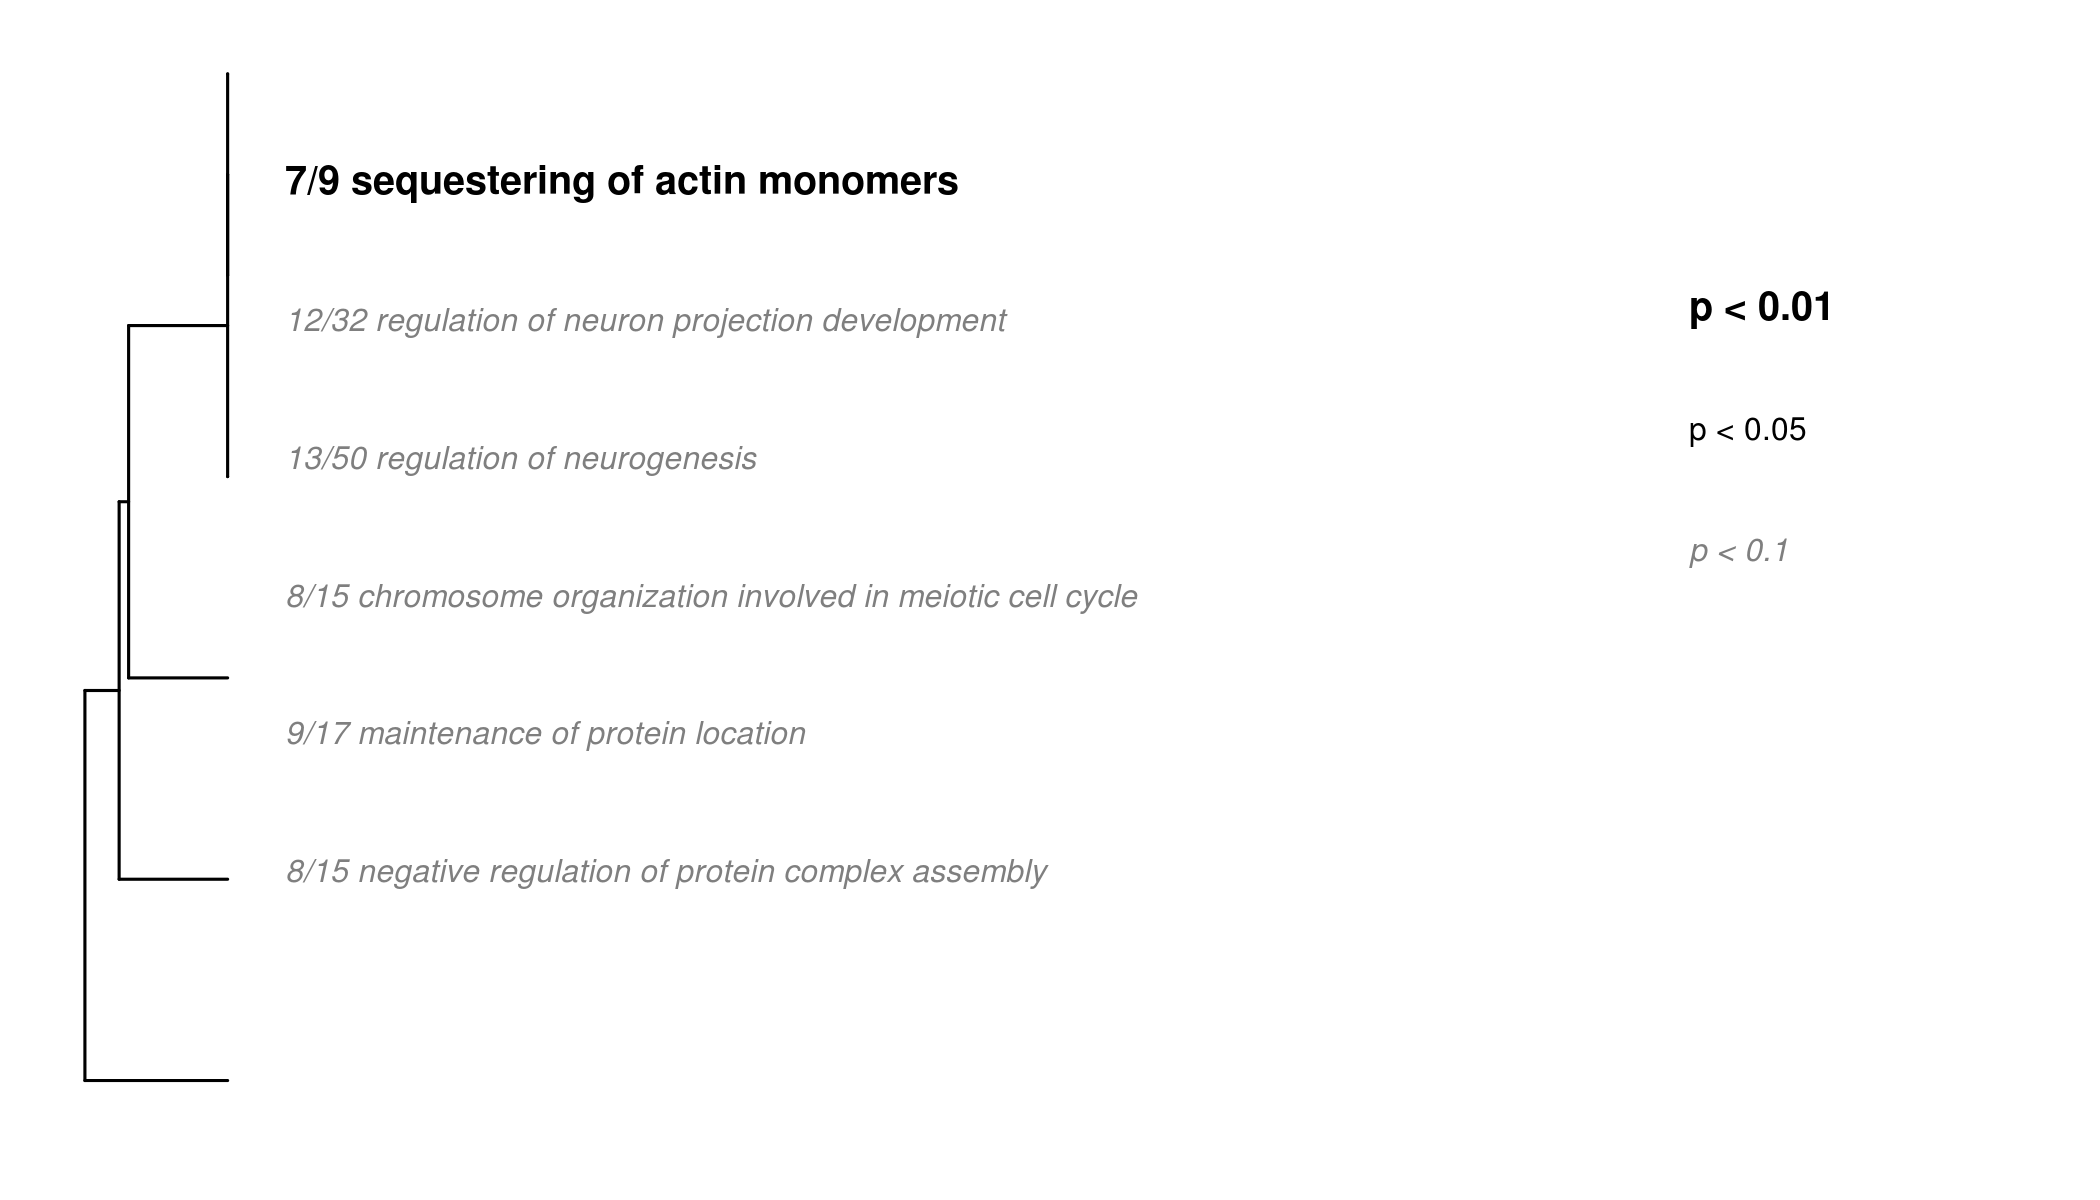 7/9 sequestering of actin monomers
12/32 regulation of neuron projection development
13/50 regulation of neurogenesis
8/15 chromosome organization involved in meiotic cell cycle
9/17 maintenance of protein location
8/15 negative regulation of protein complex assembly
p < 0.01
p < 0.05
p < 0.1